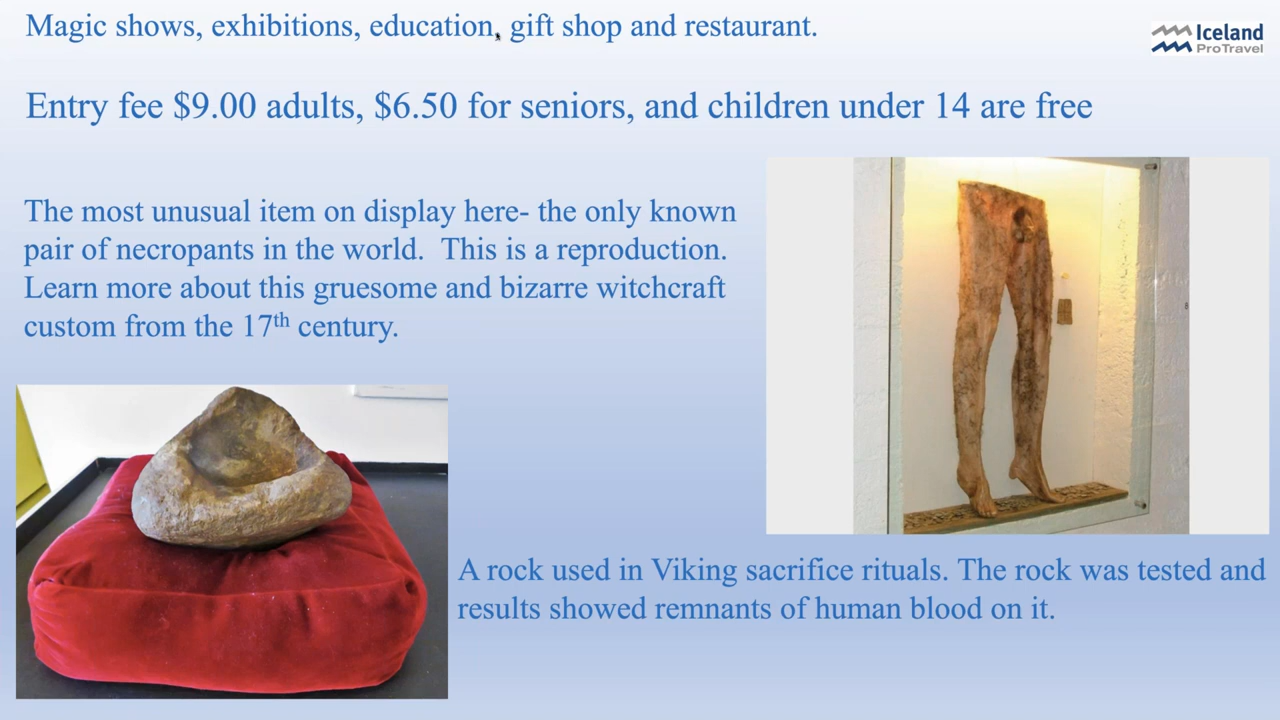 Magic shows, exhibitions, education, gift shop and restaurant.
Iceland
ProTravel
Entry fee $9.00 adults, $6.50 for seniors, and children under 14 are free
The most unusual item on display here- the only known
pair of necropants in the world. This is a reproduction.
Learn more about this gruesome and bizarre witchcraft
custom from the 17th century.
A rock used in Viking sacrifice rituals. The rock was tested and
results showed remnants of human blood on it.